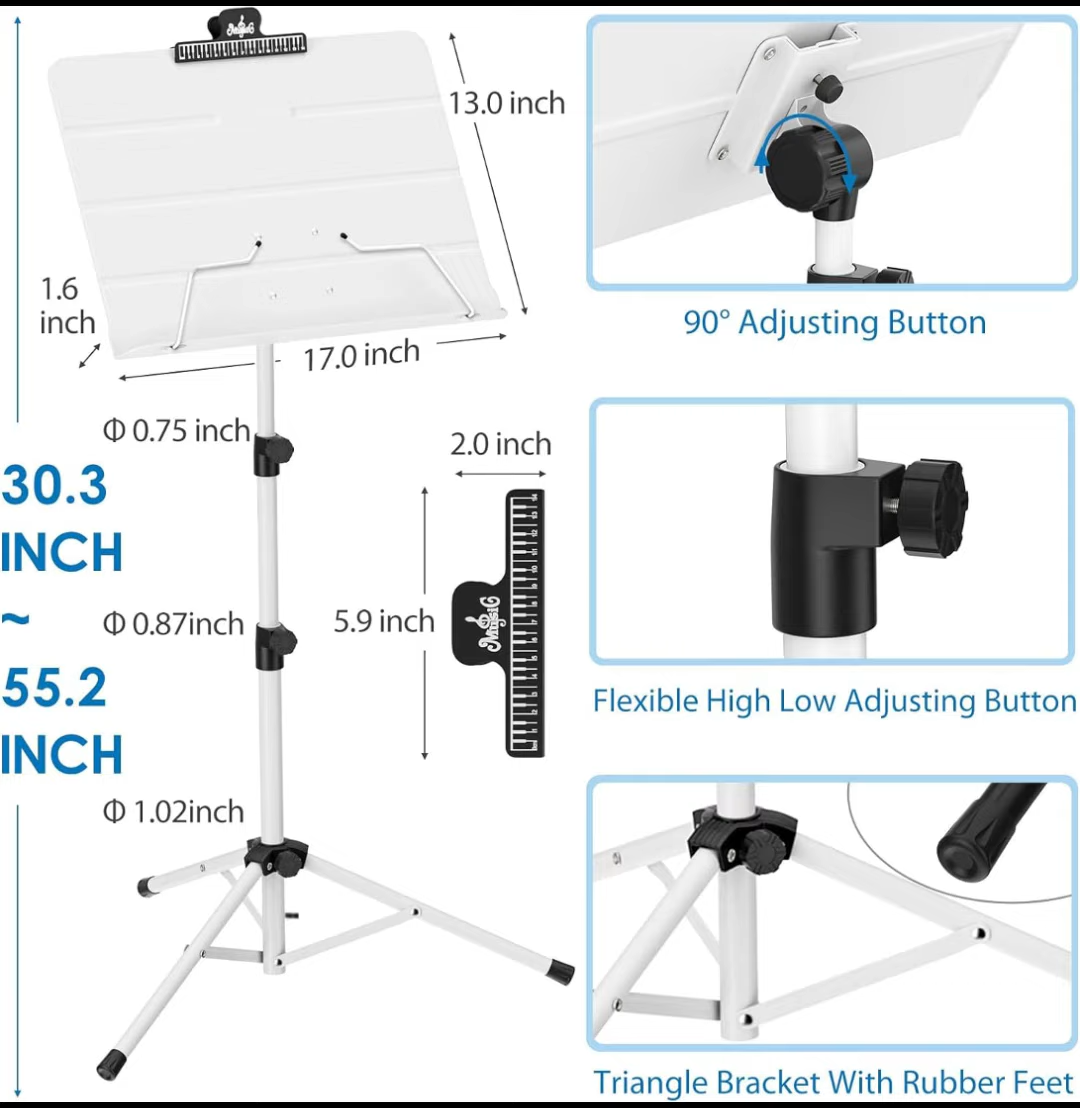 Music
13.0 inch
1.6
inch
17.0 inch
Φ 0.75 inch
30.3
INCH
~
55.2
INCH
Φ 0.87inch
Φ 1.02inch
2.0 inch
5.9 inch
Music
90° Adjusting Button
Flexible High Low Adjusting Button
Triangle Bracket With Rubber Feet